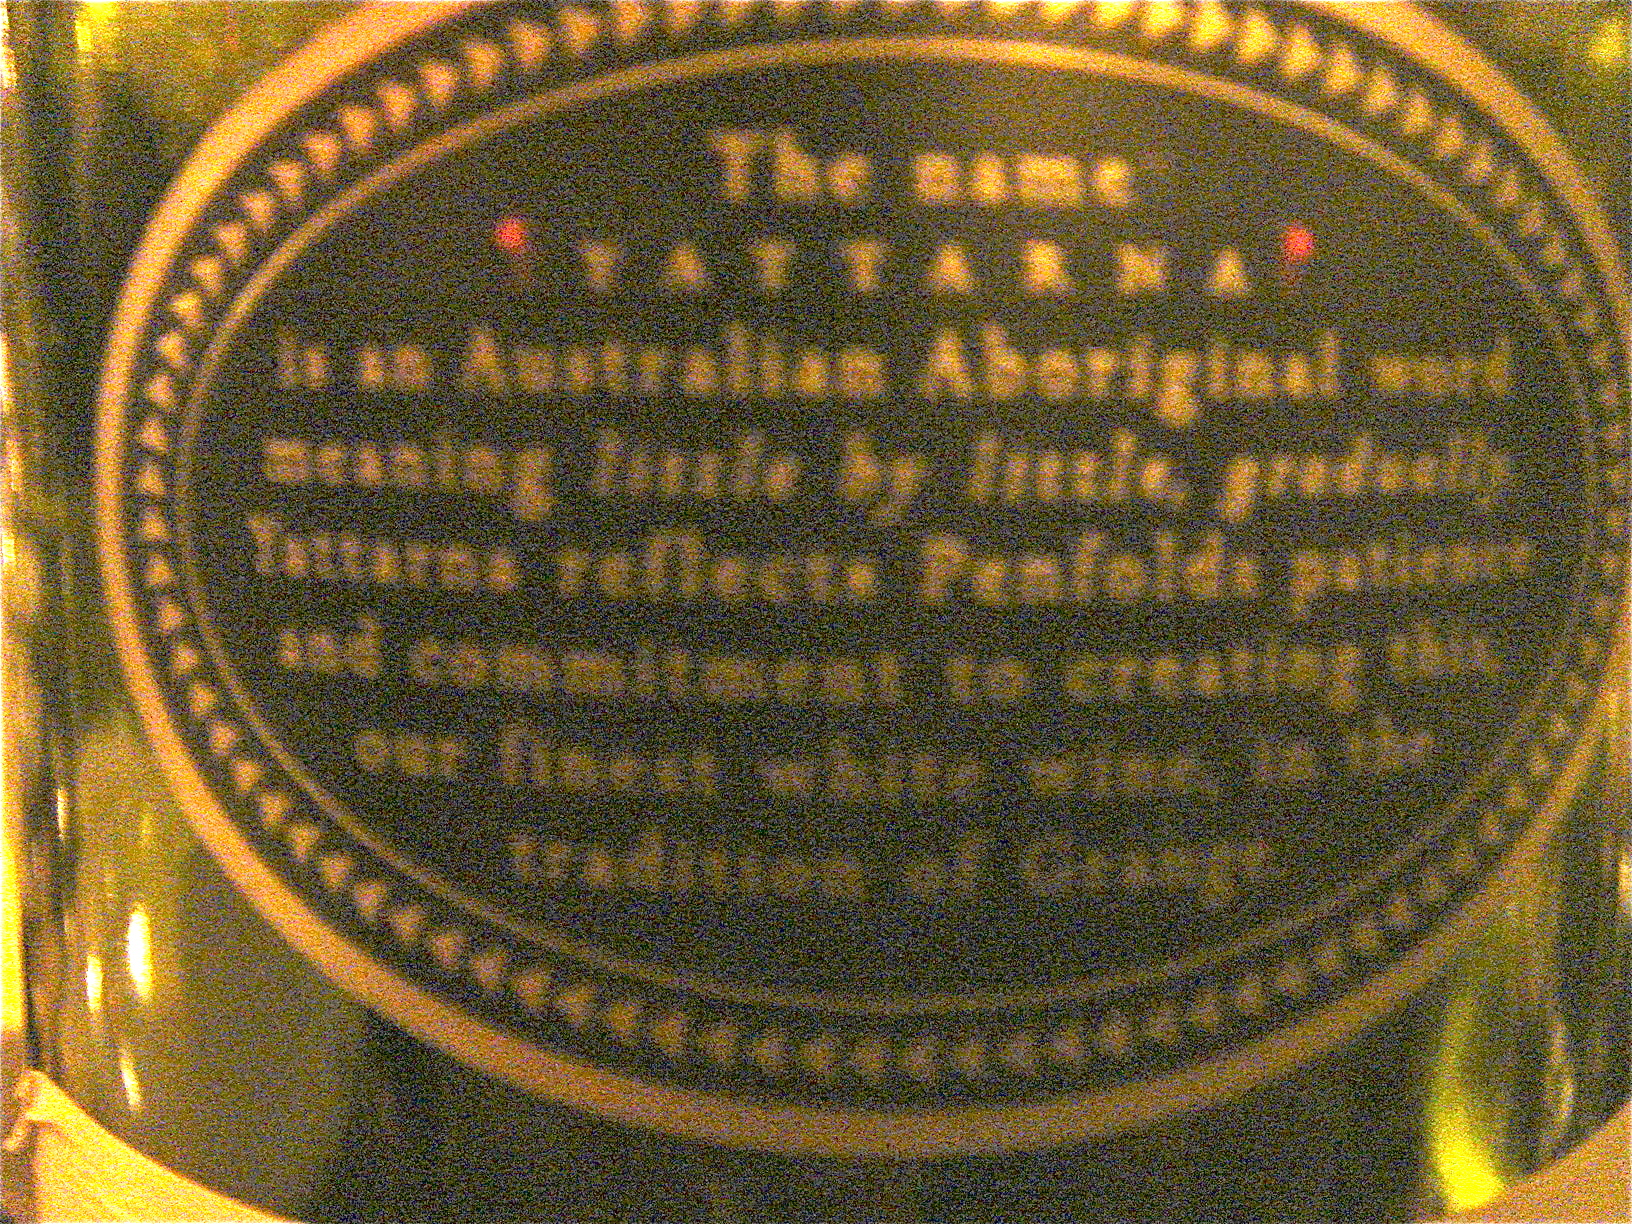 The name
YATTARNA
is an Australian Aboriginal word
meaning little by little, gradually
Yattarna reflects Penfolds patience
and commitment to creating this,
our finest white wine, in the
tradition of Grange.